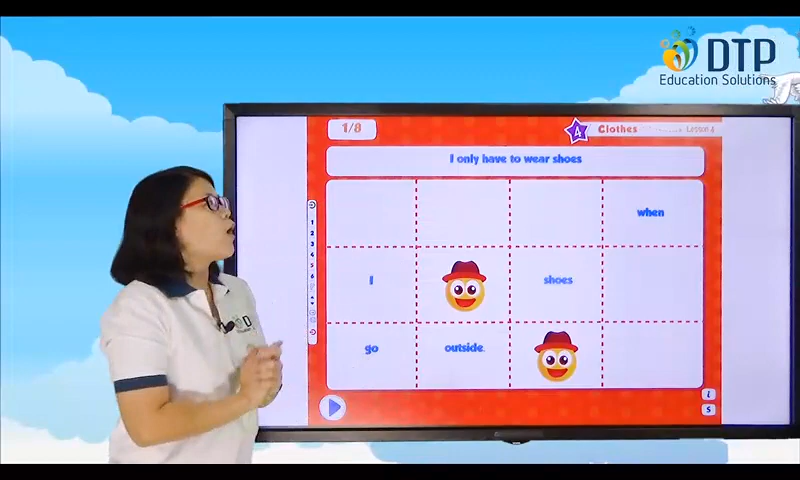 DTP
Education Solutions
1/8
4
Clothes
Lesson 4
I only have to wear shoes
when
I
shoes
go
outside.
1
2
3
4
5
6
D